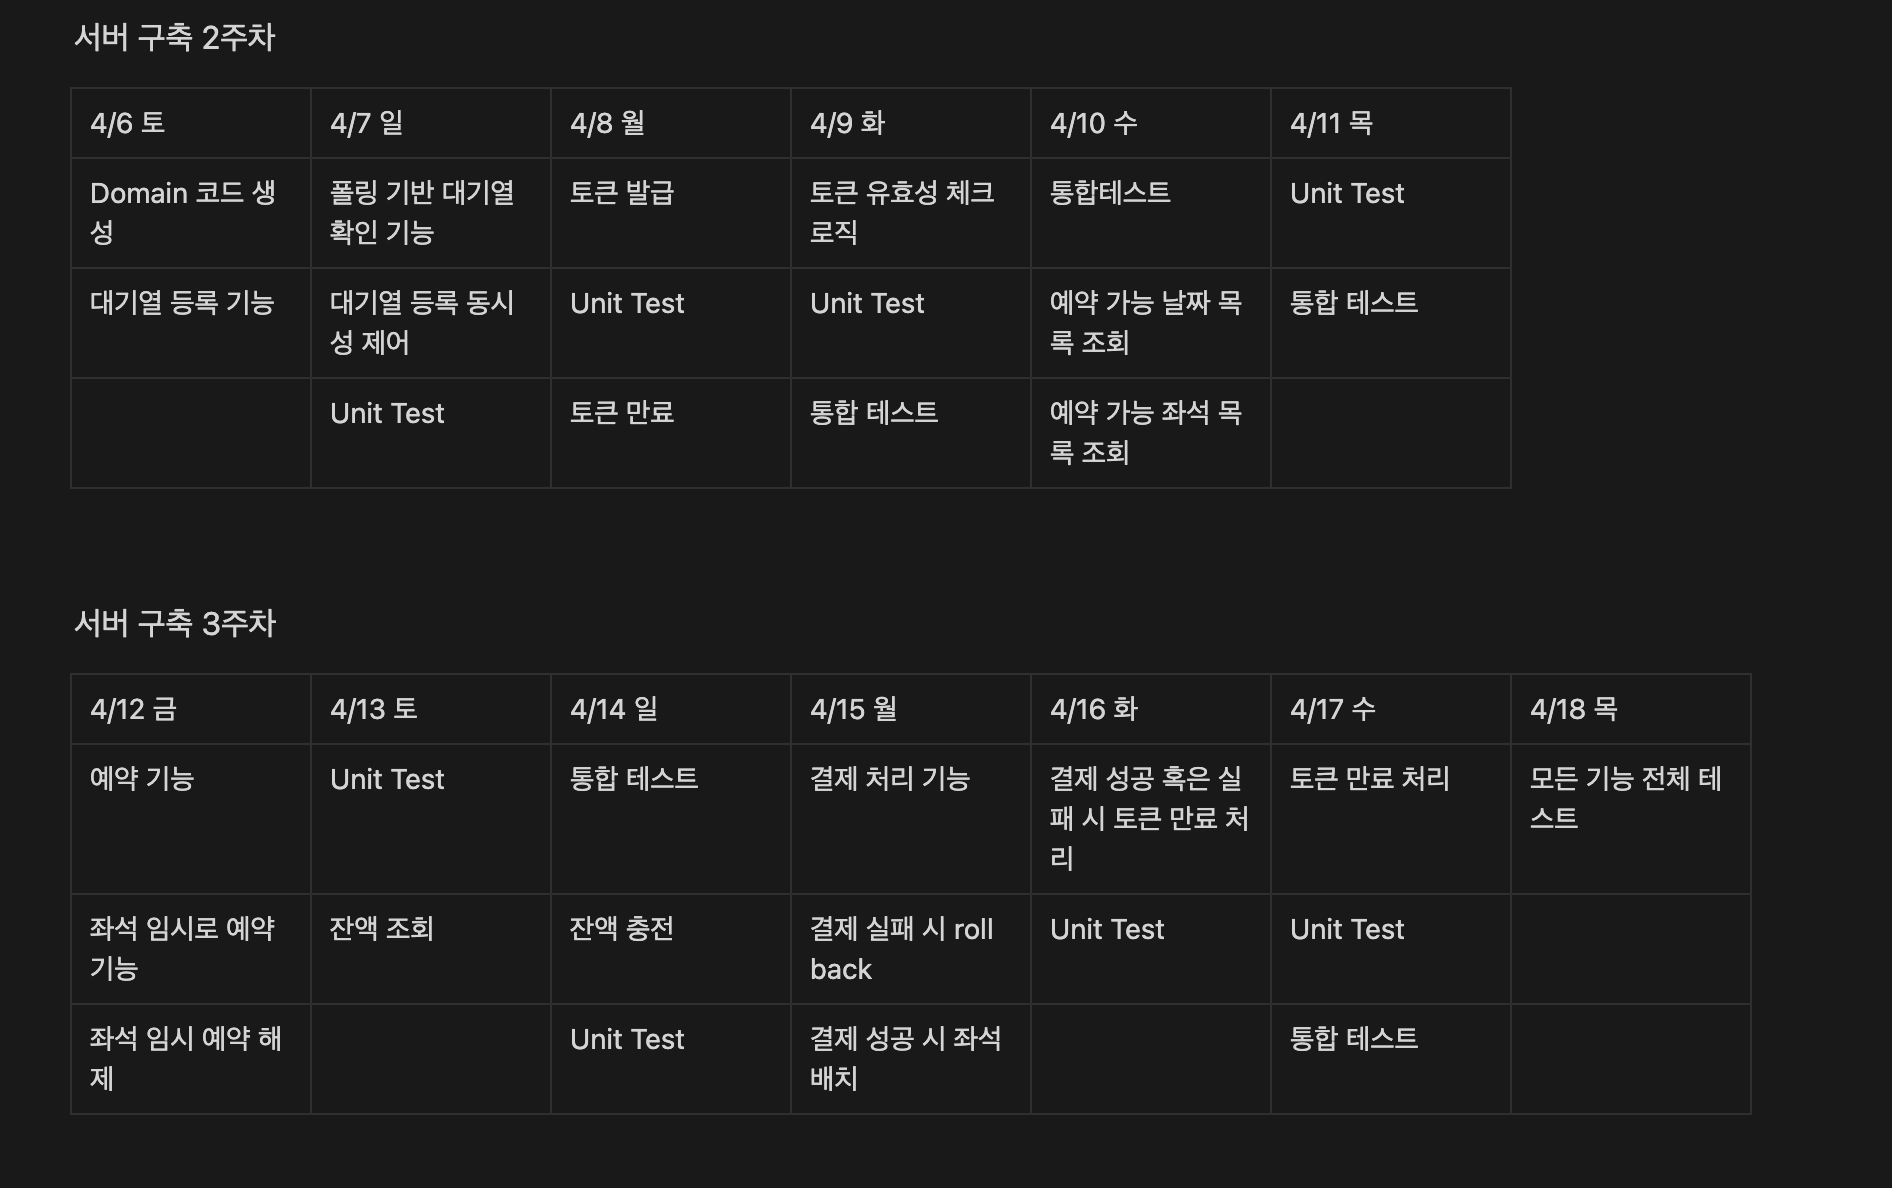 서버 구축 2주차
4/6 토
4/7 일
4/8 월
4/9 화
4/10 수
4/11 목
Domain 코드 생
성
폴링 기반 대기열
확인 기능
토큰 발급
토큰 유효성 체크
로직
통합테스트
Unit Test
대기열 등록 기능
대기열 등록 동시
성 제어
Unit Test
Unit Test
예약 가능 날짜 목
록 조회
통합 테스트
Unit Test
토큰 만료
통합 테스트
예약 가능 좌석 목
록 조회
서버 구축 3주차
4/12 금
4/13 토
4/14 일
4/15 월
4/16 화
4/17 수
4/18 목
예약 기능
Unit Test
통합 테스트
결제 처리 기능
결제 성공 혹은 실
패 시 토큰 만료 처
리
토큰 만료 처리
모든 기능 전체 테
스트
좌석 임시로 예약
기능
잔액 조회
잔액 충전
결제 실패 시 roll
back
Unit Test
Unit Test
좌석 임시 예약 해
제
Unit Test
결제 성공 시 좌석
배치
통합 테스트